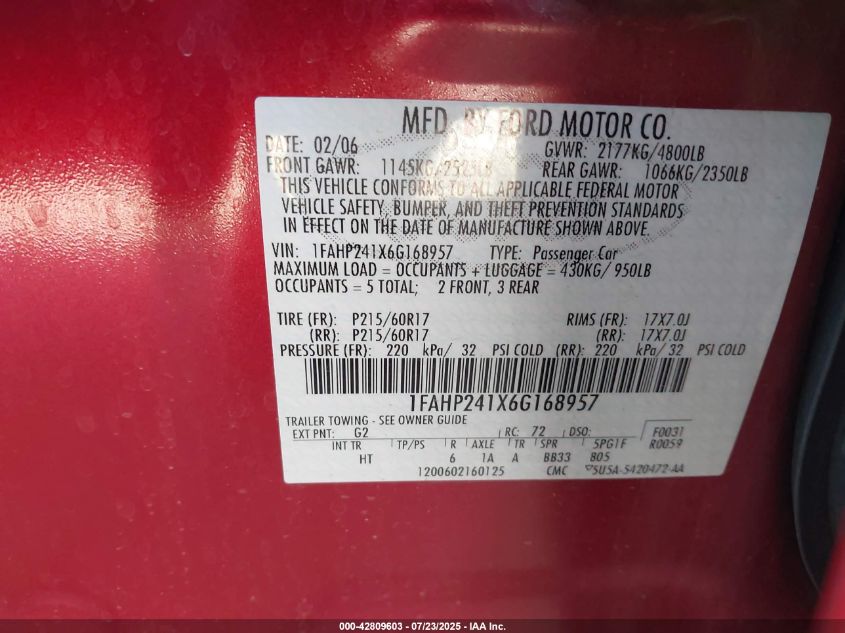 MFD. BY FORD MOTOR CO.
DATE: 02/06 GVWR: 2177KG/4800LB
FRONT GAWR: 1145KG/2525LB REAR GAWR: 1066KG/2350LB
THIS VEHICLE CONFORMS TO ALL APPLICABLE FEDERAL MOTOR
VEHICLE SAFETY, BUMPER, AND THEFT PREVENTION STANDARDS
IN EFFECT ON THE DATE OF MANUFACTURE SHOWN ABOVE.
VIN: 1FAHP241X6G168957 TYPE: Passenger Car
MAXIMUM LOAD = OCCUPANTS + LUGGAGE = 430KG/ 950LB
OCCUPANTS = 5 TOTAL; 2 FRONT, 3 REAR
TIRE (FR): P215/60R17 RIMS (FR): 17X7.0J
(RR): P215/60R17 (RR): 17X7.0J
PRESSURE (FR): 220 kPa/ 32 PSI COLD (RR): 220 kPa/ 32 PSI COLD
1FAHP241X6G168957
TRAILER TOWING - SEE OWNER GUIDE
EXT PNT: G2 RC: 72 DSO: F0031
INT TR TP/PS R AXLE TR SPR SPG1F R0059
HT 6 1A A BB33 B05
1200602160125 CMC 5U5A-5420472-AA
000-42809603 - 07/23/2025 - IAA Inc.